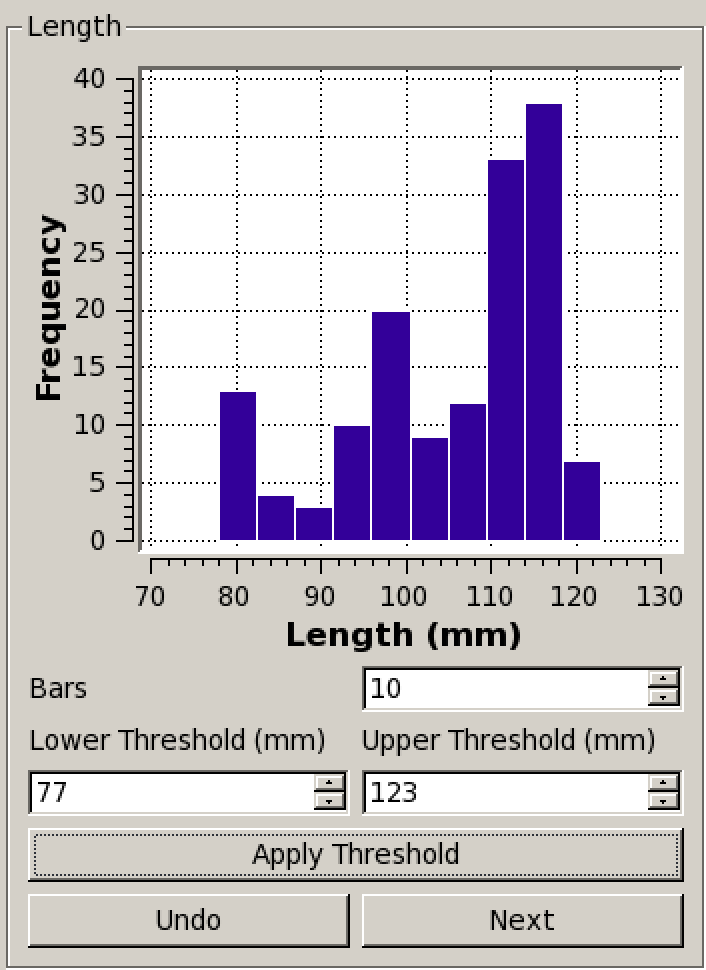 Length
40
35
30
25
20
15
10
5
0
Frequency
70 80 90 100 110 120 130
Length (mm)
Bars 10
Lower Threshold (mm) Upper Threshold (mm)
77 123
Apply Threshold
Undo Next